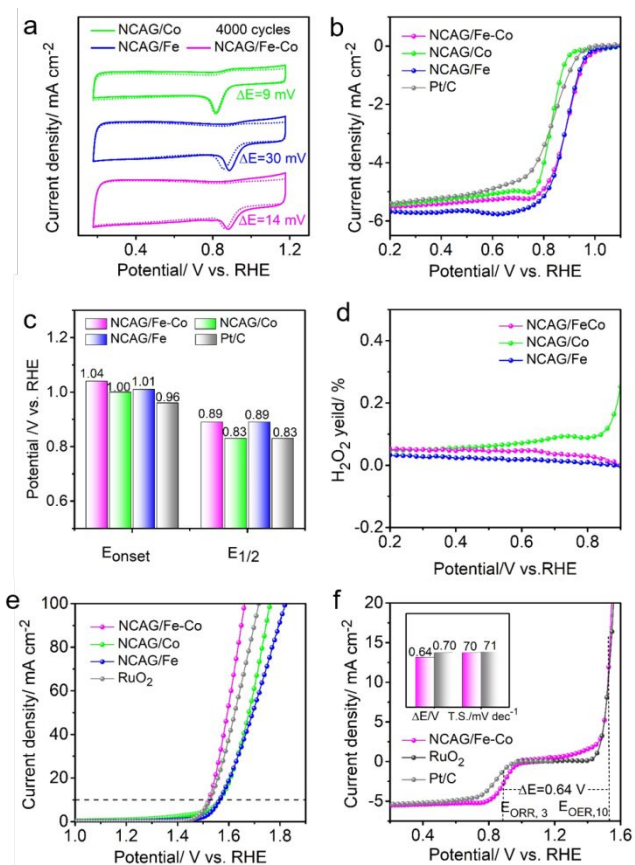 a
NCAG/Co 4000 cycles
NCAG/Fe NCAG/Fe-Co
ΔE=9 mV
ΔE=30 mV
ΔE=14 mV
Current density/ mA cm-2
0.4 0.8 1.2
Potential/ V vs. RHE
b
NCAG/Fe-Co
NCAG/Co
NCAG/Fe
Pt/C
Current density/ mA cm-2
0
-2
-4
-6
0.2 0.4 0.6 0.8 1.0
Potential/ V vs. RHE
c
NCAG/Fe-Co NCAG/Co
NCAG/Fe Pt/C
Potential /V vs. RHE
1.2
1.0
0.8
0.6
1.04 1.00 1.01 0.96
0.89 0.83 0.89 0.83
Eonset E1/2
d
NCAG/FeCo
NCAG/Co
NCAG/Fe
H2O2 yeild/ %
0.4
0.2
0.0
-0.2
0.2 0.4 0.6 0.8
Potential/V vs.RHE
e
NCAG/Fe-Co
NCAG/Co
NCAG/Fe
RuO2
Current density/ mA cm-2
100
80
60
40
20
0
1.0 1.2 1.4 1.6 1.8
Potential/ V vs. RHE
f
0.64 0.70 70 71
ΔE/V T.S./mV dec-1
NCAG/Fe-Co
RuO2
Pt/C
ΔE=0.64 V
EORR, 3 EOER,10
Current density/ mA cm-2
20
15
10
5
0
-5
0.4 0.8 1.2 1.6
Potential/ V vs. RHE